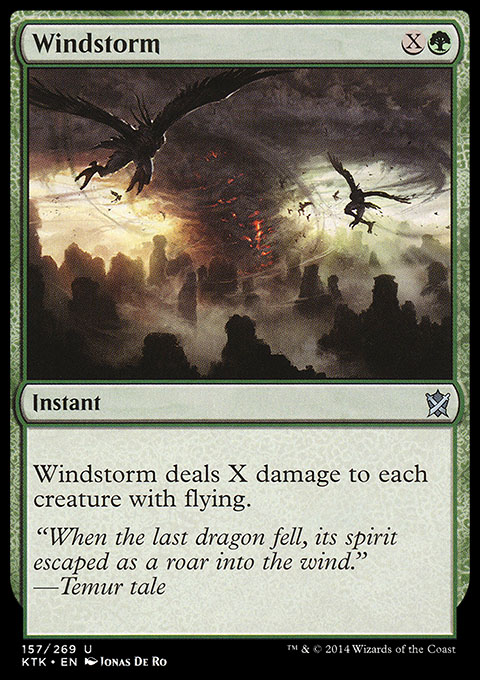 Windstorm X
Instant
Windstorm deals X damage to each
creature with flying.
“When the last dragon fell, its spirit
escaped as a roar into the wind.”
—Temur tale
157/269 U
KTK • EN Jonas De Ro
™ & © 2014 Wizards of the Coast